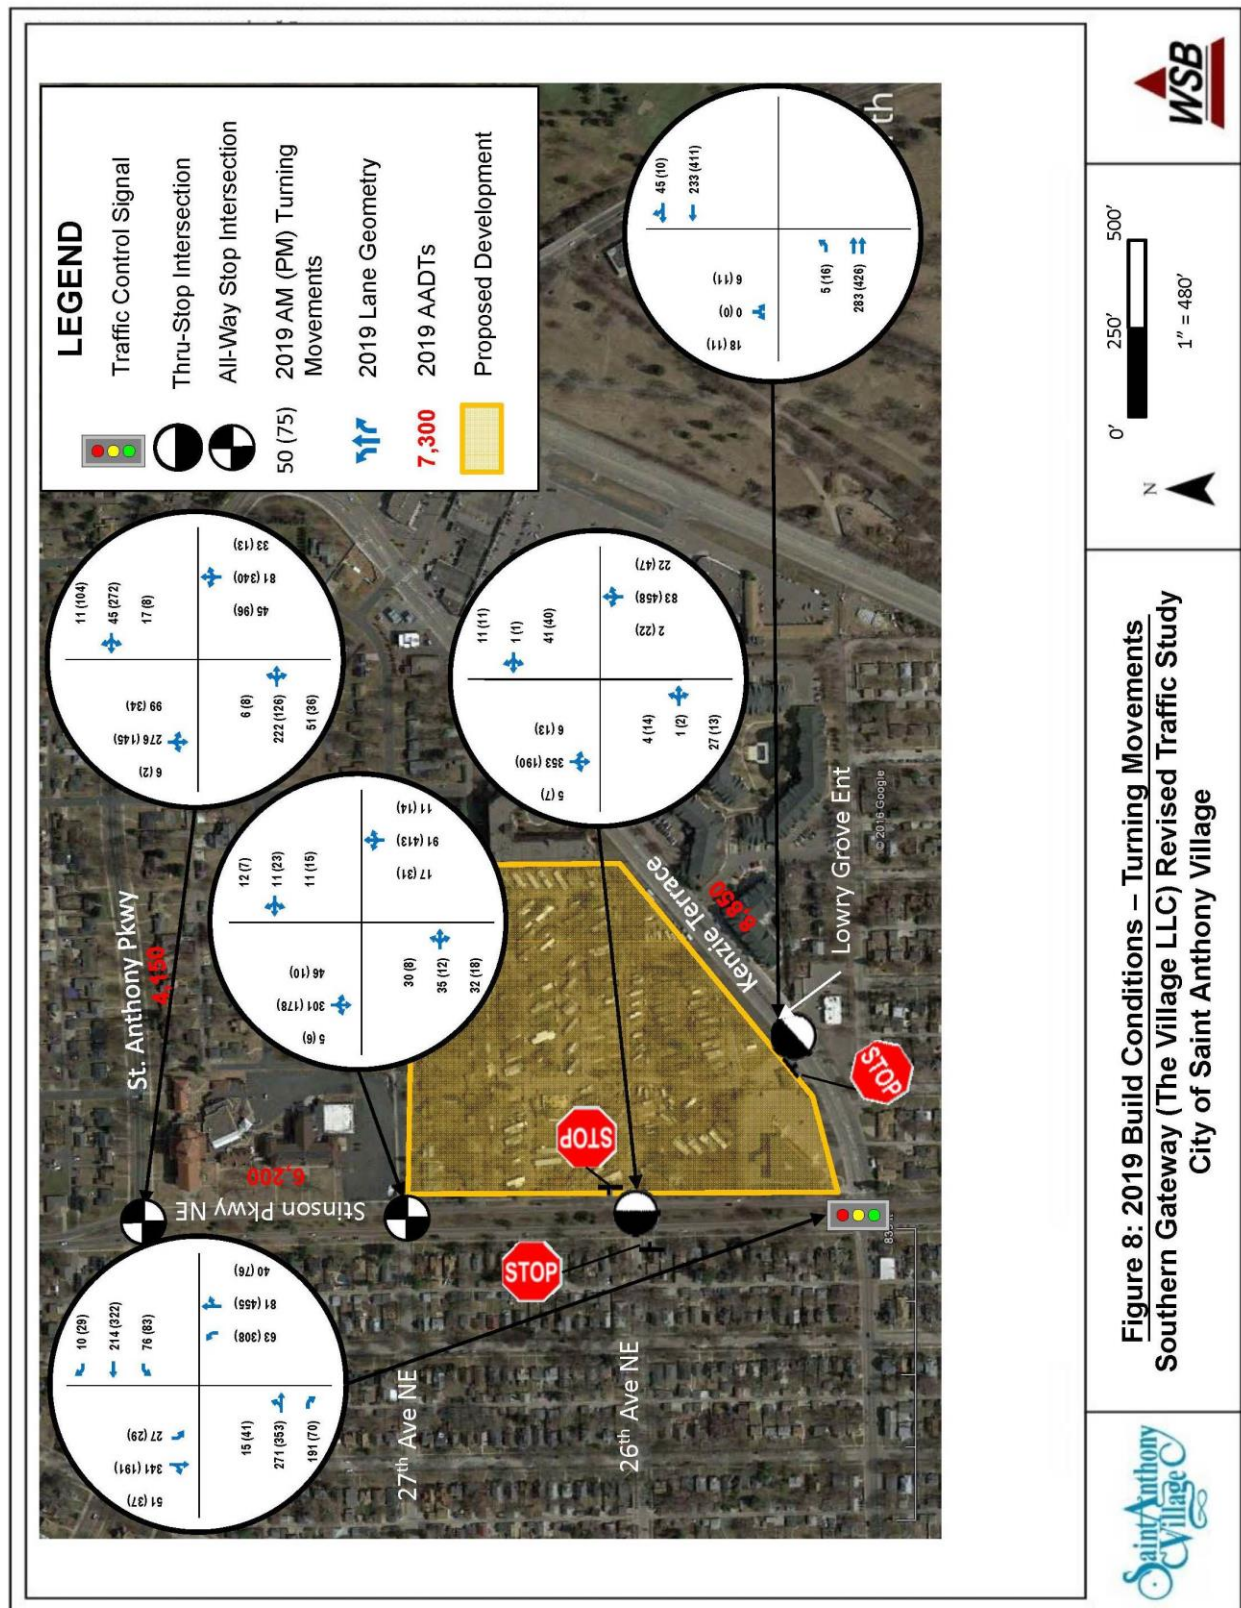 LEGEND
Traffic Control Signal
Thru-Stop Intersection
All-Way Stop Intersection
50 (75)
2019 AM (PM) Turning
Movements
2019 Lane Geometry
7,300
2019 AADTs
Proposed Development
10 (29)
214 (322)
76 (83)
51 (37)
341 (191)
27 (29)
15 (41)
271 (353)
191 (70)
63 (308)
81 (455)
40 (76)
12 (7)
11 (23)
11 (15)
5 (6)
301 (178)
46 (10)
30 (8)
35 (12)
32 (18)
17 (31)
91 (413)
11 (14)
11 (104)
45 (272)
17 (8)
6 (2)
276 (145)
99 (34)
6 (8)
222 (126)
51 (36)
45 (96)
81 (340)
33 (13)
11 (11)
1 (1)
41 (40)
5 (7)
353 (190)
6 (13)
4 (14)
1 (2)
27 (13)
2 (22)
83 (458)
22 (47)
45 (10)
233 (411)
18 (11)
0 (0)
6 (11)
5 (16)
283 (426)
St. Anthony Pkwy
4,150
Stinson Pkwy NE
6,200
27th Ave NE
26th Ave NE
STOP
STOP
STOP
Kenzie Terrace
8,850
Lowry Grove Ent
© 2016 Google
th
Saint Anthony
Village
Figure 8: 2019 Build Conditions – Turning Movements
Southern Gateway (The Village LLC) Revised Traffic Study
City of Saint Anthony Village
N
0'
250'
500'
1" = 480'
WSB